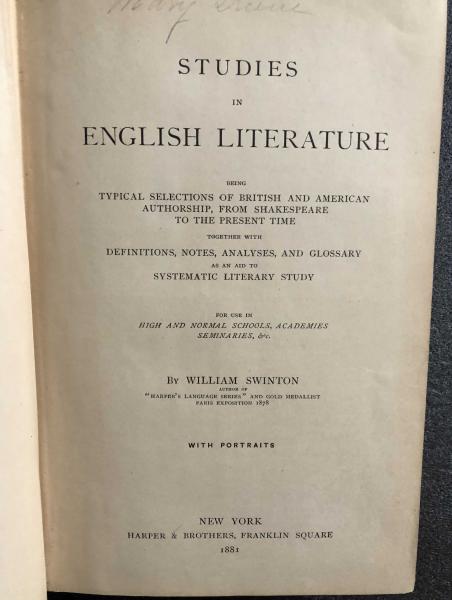 Mary
STUDIES
IN
ENGLISH LITERATURE
BEING
TYPICAL SELECTIONS OF BRITISH AND AMERICAN
AUTHORSHIP, FROM SHAKESPEARE
TO THE PRESENT TIME
TOGETHER WITH
DEFINITIONS, NOTES, ANALYSES, AND GLOSSARY
AS AN AID TO
SYSTEMATIC LITERARY STUDY
FOR USE IN
HIGH AND NORMAL SCHOOLS, ACADEMIES
SEMINARIES, &c.
BY WILLIAM SWINTON
AUTHOR OF
"HARPER'S LANGUAGE SERIES" AND GOLD MEDALLIST
PARIS EXPOSITION 1878
WITH PORTRAITS
NEW YORK
HARPER & BROTHERS, FRANKLIN SQUARE
1881